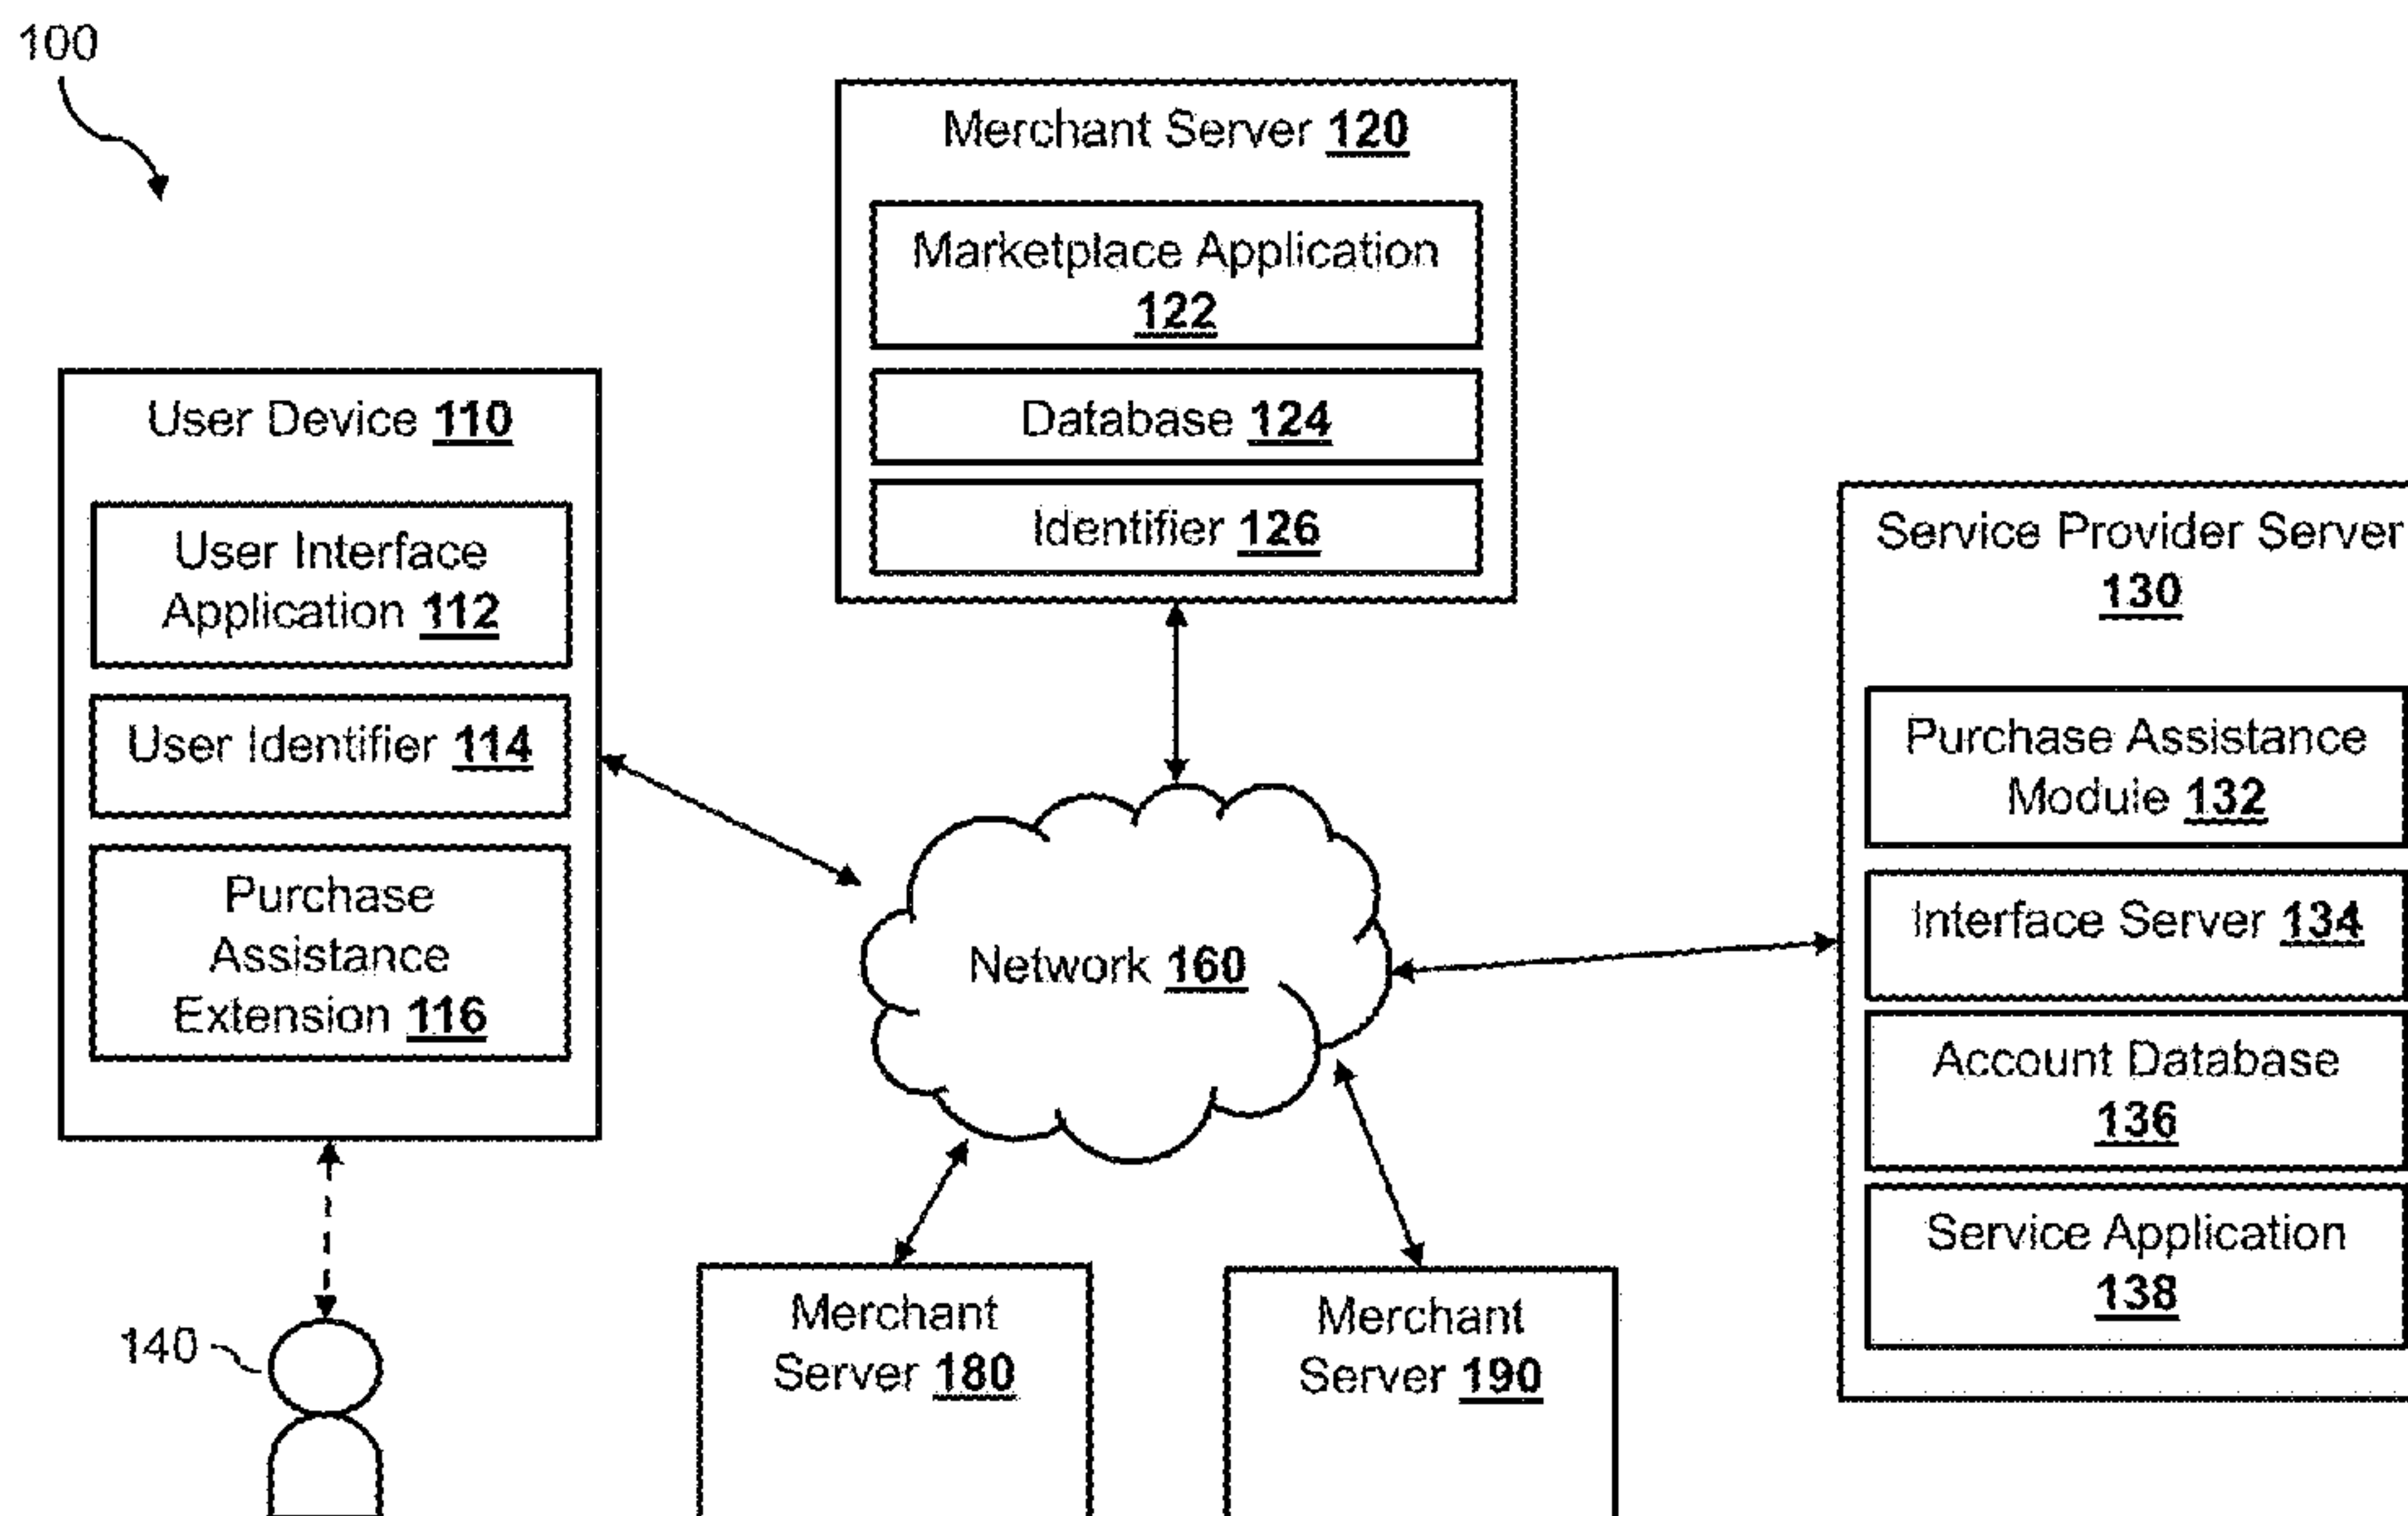 100
Merchant Server 120
Marketplace Application
122
Database 124
Identifier 126
User Device 110
User Interface
Application 112
User Identifier 114
Purchase
Assistance
Extension 116
Service Provider Server
130
Purchase Assistance
Module 132
Interface Server 134
Account Database
136
Service Application
138
Network 160
140
Merchant
Server 180
Merchant
Server 190